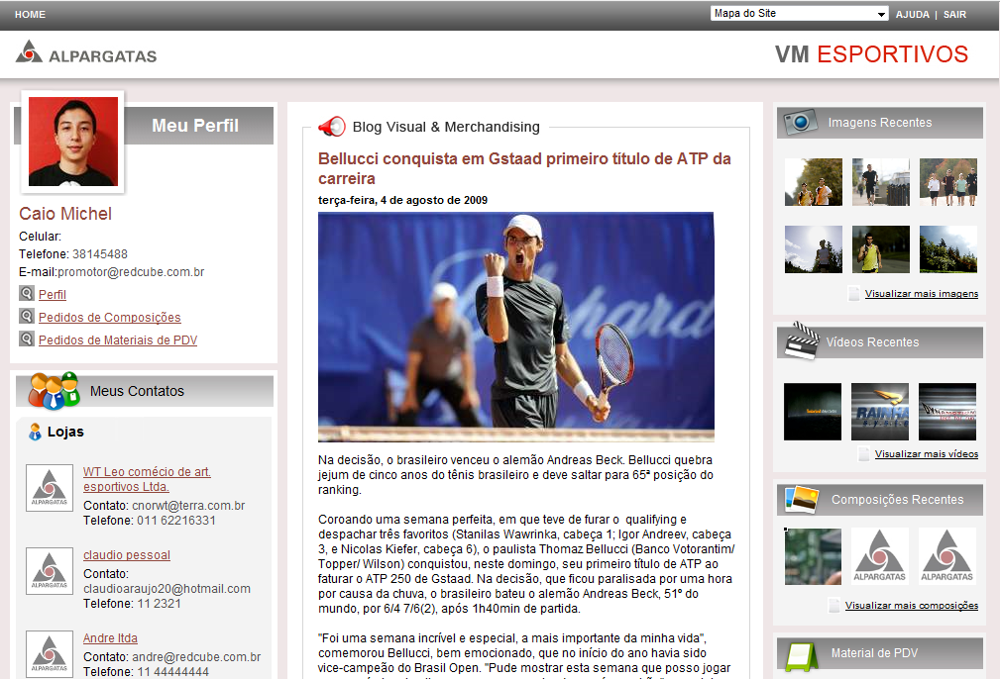 HOME
Mapa do Site
AJUDA | SAIR
ALPARGATAS
VM ESPORTIVOS
Meu Perfil
Caio Michel
Celular:
Telefone: 38145488
E-mail:promotor@redcube.com.br
Perfil
Pedidos de Composições
Pedidos de Materiais de PDV
Meus Contatos
Lojas
ALPARGATAS
WT Leo comécio de art.
esportivos Ltda.
Contato: cnorwt@terra.com.br
Telefone: 011 62216331
ALPARGATAS
claudio pessoal
Contato:
claudioaraujo20@hotmail.com
Telefone: 11 2321
ALPARGATAS
Andre ltda
Contato: andre@redcube.com.br
Telefone: 11 44444444
Blog Visual & Merchandising
Bellucci conquista em Gstaad primeiro título de ATP da
carreira
terça-feira, 4 de agosto de 2009
Na decisão, o brasileiro venceu o alemão Andreas Beck. Bellucci quebra
jejum de cinco anos do tênis brasileiro e deve saltar para 65ª posição do
ranking.
Coroando uma semana perfeita, em que teve de furar o qualifying e
despachar três favoritos (Stanilas Wawrinka, cabeça 1; Igor Andreev, cabeça
3, e Nicolas Kiefer, cabeça 6), o paulista Thomaz Bellucci (Banco Votorantim/
Topper/ Wilson) conquistou, neste domingo, seu primeiro título de ATP ao
faturar o ATP 250 de Gstaad. Na decisão, que ficou paralisada por uma hora
por causa da chuva, o brasileiro bateu o alemão Andreas Beck, 51º do
mundo, por 6/4 7/6(2), após 1h40min de partida.
"Foi uma semana incrível e especial, a mais importante da minha vida",
comemorou Bellucci, bem emocionado, que no início do ano havia sido
vice-campeão do Brasil Open. "Pude mostrar esta semana que posso jogar
Imagens Recentes
Visualizar mais imagens
Vídeos Recentes
RAINHA
Visualizar mais vídeos
Composições Recentes
ALPARGATAS
ALPARGATAS
Visualizar mais composições
Material de PDV